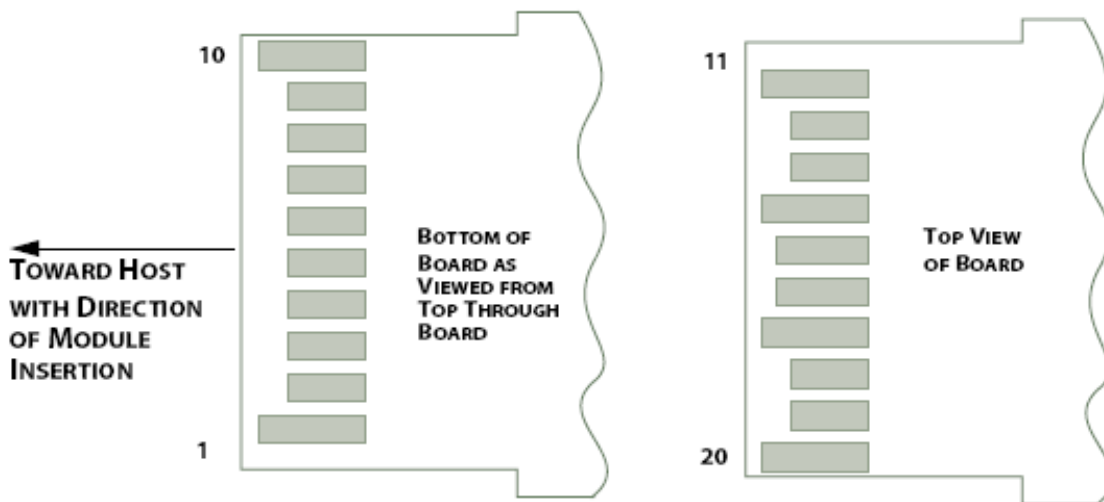 10
1
Toward Host
with Direction
of Module
Insertion
Bottom of
Board as
Viewed from
Top Through
Board
11
20
Top View
of Board